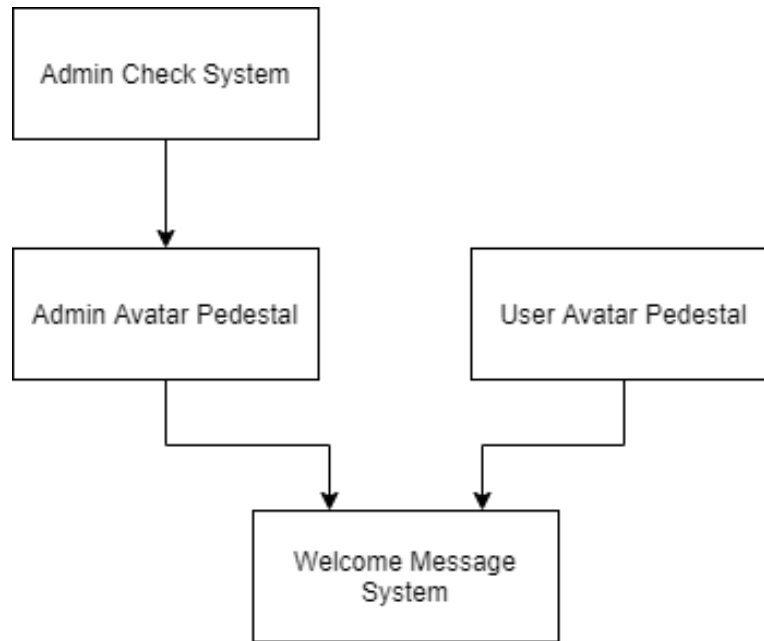 Admin Check System
Admin Avatar Pedestal
User Avatar Pedestal
Welcome Message
System